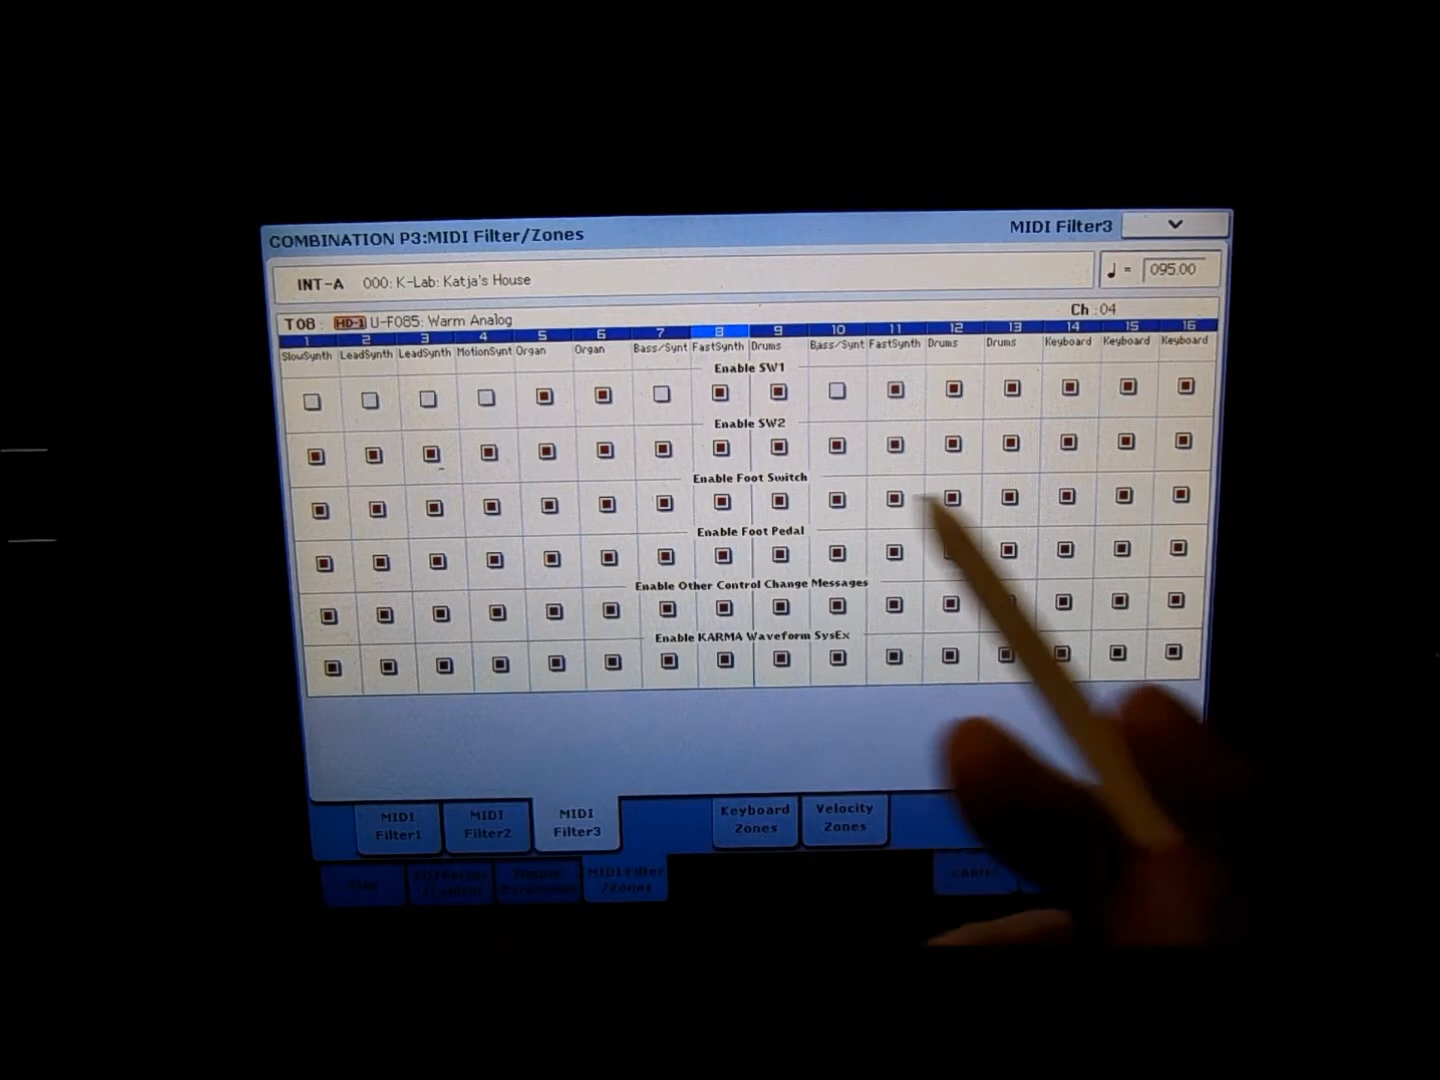 COMBINATION P3:MIDI Filter/Zones
MIDI Filter3
INT-A 000: K-Lab: Katja's House
♩ = 095.00
T08 : HD-1 U-F085: Warm Analog
Ch :04
1 2 3 4 5 6 7 8 9 10 11 12 13 14 15 16
SlowSynth LeadSynth LeadSynth MotionSynt Organ Organ Bass/Synt FastSynth Drums Bass/Synt FastSynth Drums Drums Keyboard Keyboard Keyboard
Enable SW1
Enable SW2
Enable Foot Switch
Enable Foot Pedal
Enable Other Control Change Messages
Enable KARMA Waveform SysEx
MIDI Filter1
MIDI Filter2
MIDI Filter3
Keyboard Zones
Velocity Zones
MIDI Filter /Zones